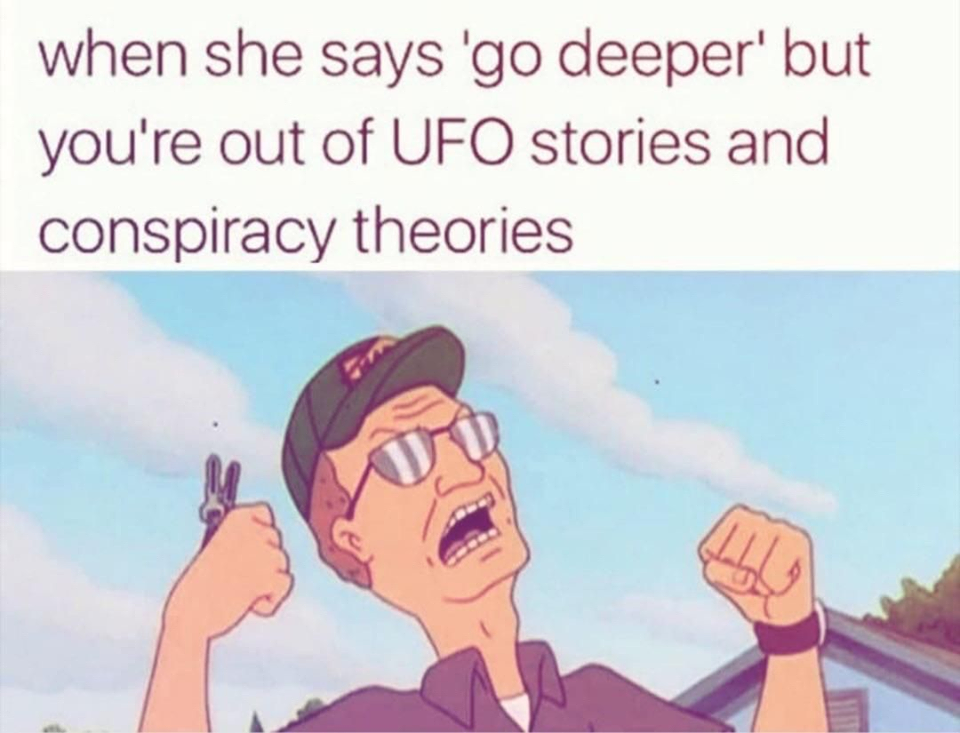 when she says 'go deeper' but
you're out of UFO stories and
conspiracy theories